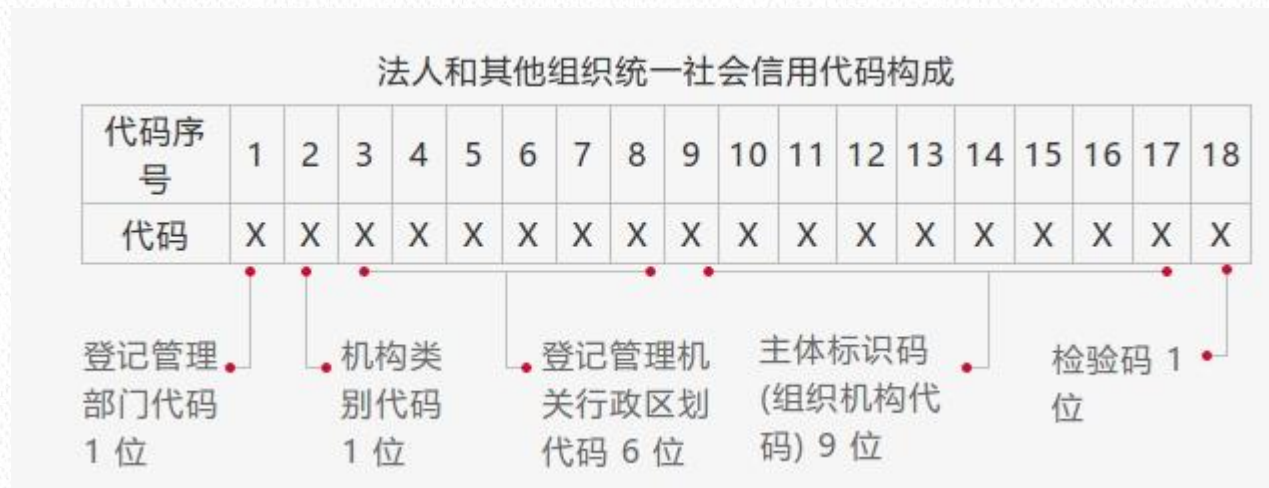 法人和其他组织统一社会信用代码构成
代码序号 1 2 3 4 5 6 7 8 9 10 11 12 13 14 15 16 17 18
代码 X X X X X X X X X X X X X X X X X X
登记管理
部门代码
1 位
机构类
别代码
1 位
登记管理机
关行政区划
代码 6 位
主体标识码
(组织机构代
码) 9 位
检验码 1
位